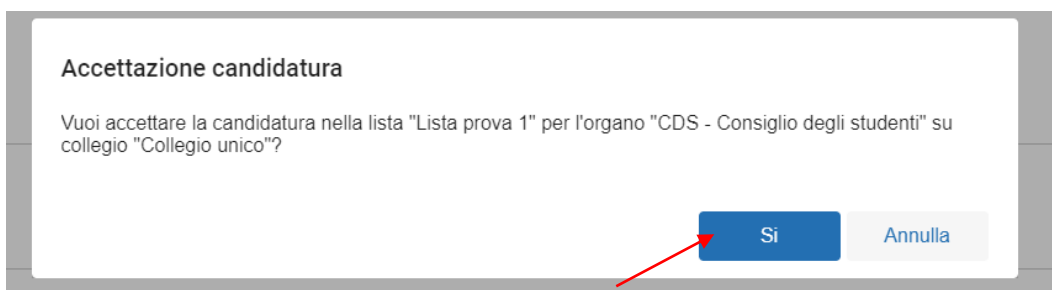 Accettazione candidatura
Vuoi accettare la candidatura nella lista "Lista prova 1" per l'organo "CDS - Consiglio degli studenti" su
collegio "Collegio unico"?
Si
Annulla